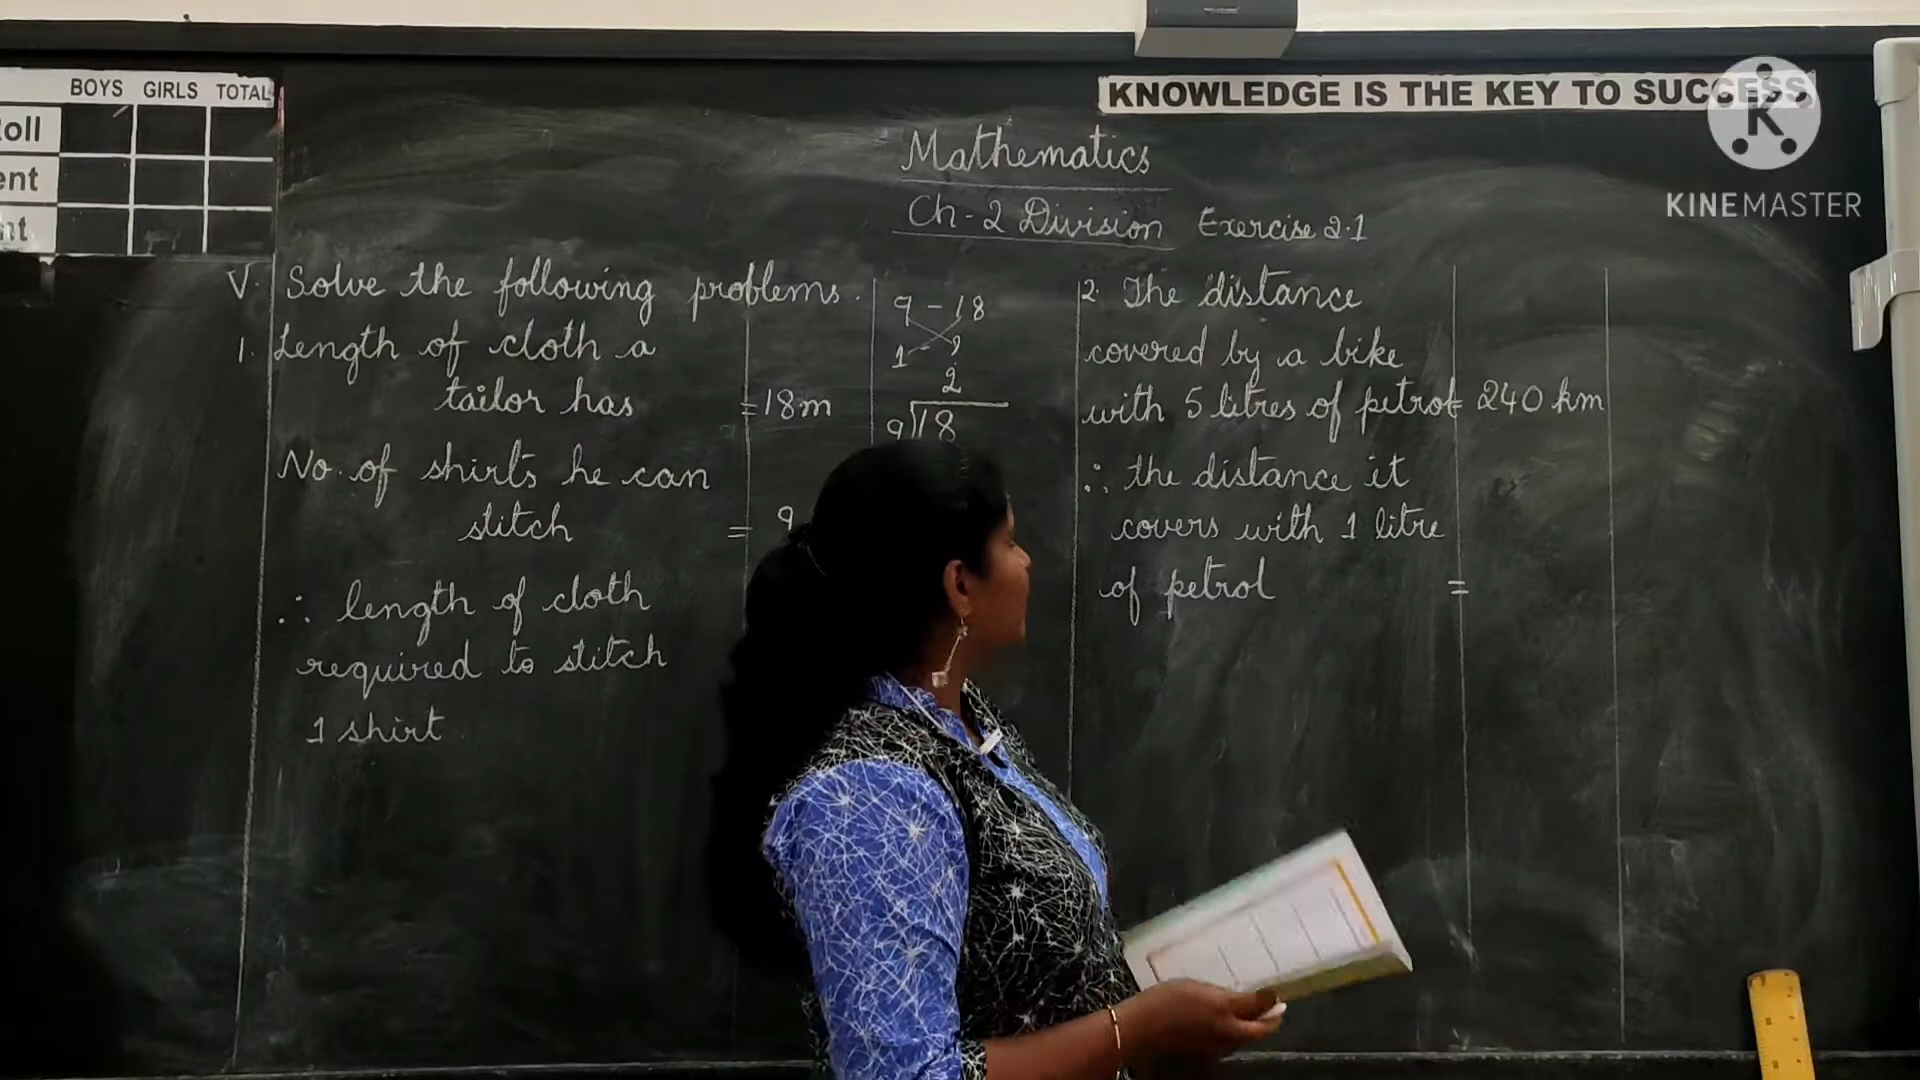 BOYS GIRLS TOTAL
KNOWLEDGE IS THE KEY TO SUCCESS
K
KINEMASTER
oll
ent
nt
Mathematics
Ch-2 Division Exercise 2.1
V. Solve the following problems.
1. Length of cloth a
tailor has = 18m
No. of shirts he can
stitch = 9
∴ length of cloth
required to stitch
1 shirt
9 - 18
1 - ?
2
9 18
2. The distance
covered by a bike
with 5 litres of petrol = 240 km
∴ the distance it
covers with 1 litre
of petrol =